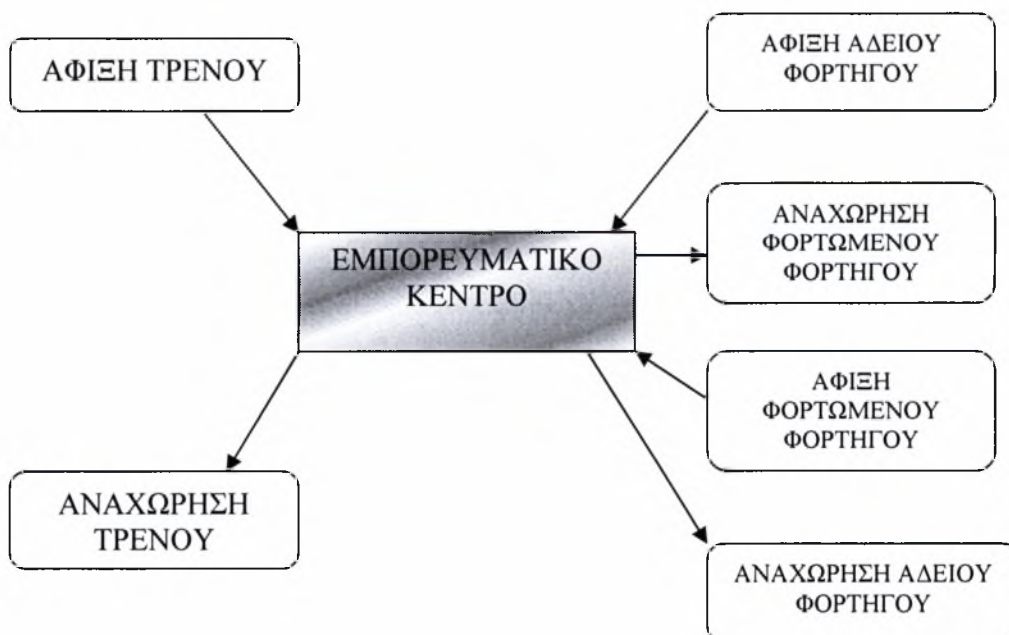 ΑΦΙΞΗ ΤΡΕΝΟΥ
ΑΦΙΞΗ ΑΔΕΙΟΥ
ΦΟΡΤΗΓΟΥ
ΑΝΑΧΩΡΗΣΗ
ΦΟΡΤΩΜΕΝΟΥ
ΦΟΡΤΗΓΟΥ
ΕΜΠΟΡΕΥΜΑΤΙΚΟ
ΚΕΝΤΡΟ
ΑΦΙΞΗ
ΦΟΡΤΩΜΕΝΟΥ
ΦΟΡΤΗΓΟΥ
ΑΝΑΧΩΡΗΣΗ
ΤΡΕΝΟΥ
ΑΝΑΧΩΡΗΣΗ ΑΔΕΙΟΥ
ΦΟΡΤΗΓΟΥ